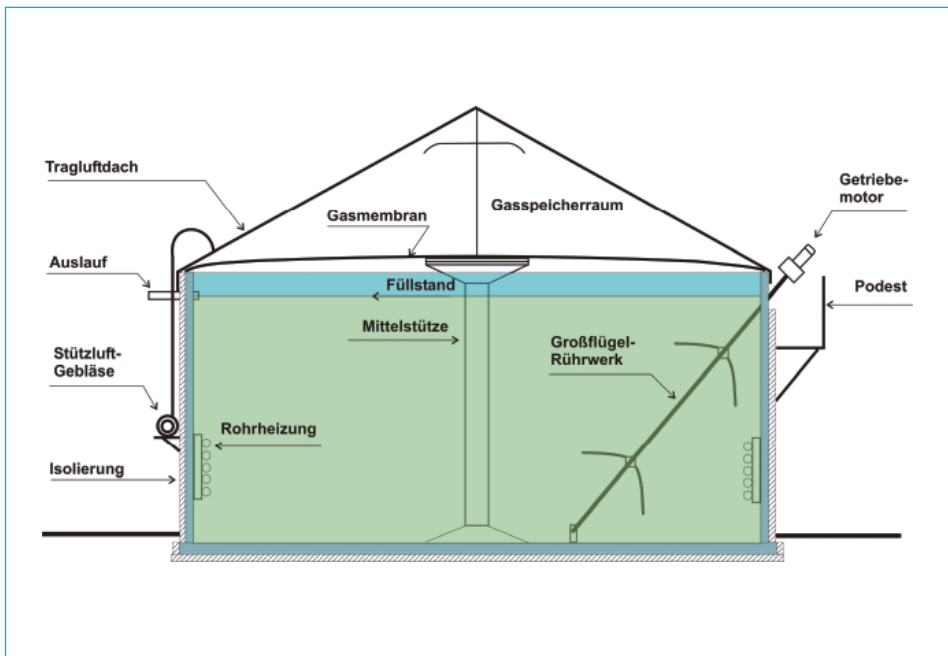 Tragluftdach
Getriebe-
motor
Gasspeicherraum
Gasmembran
Auslauf
Füllstand
Podest
Mittelstütze
Großflügel-
Rührwerk
Stützluft-
Gebläse
Rohrheizung
Isolierung